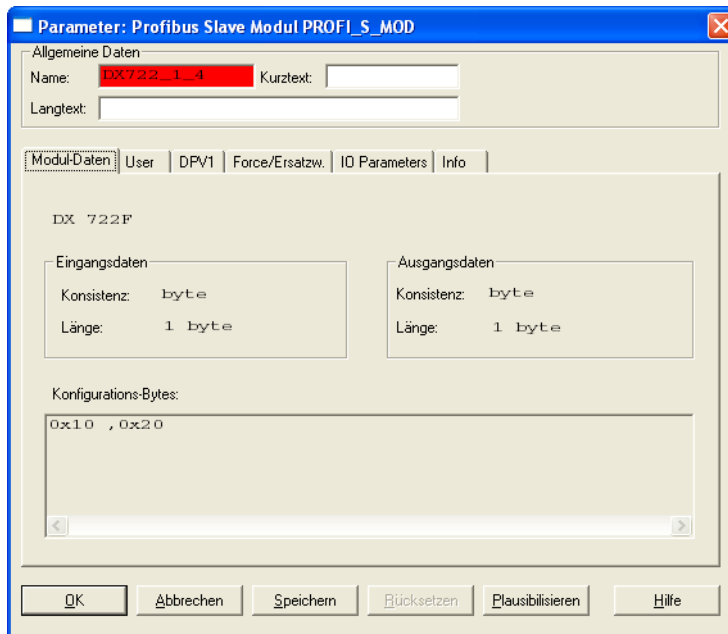 Parameter: Profibus Slave Modul PROFI_S_MOD
Allgemeine Daten
Name: DX722_1_4 Kurztext:
Langtext:
Modul-Daten User DPV1 Force/Ersatzw. IO Parameters Info
DX 722F
Eingangsdaten Ausgangsdaten
Konsistenz: byte Konsistenz: byte
Länge: 1 byte Länge: 1 byte
Konfigurations-Bytes:
0x10 ,0x20
OK Abbrechen Speichern Rücksetzen Plausibilisieren Hilfe